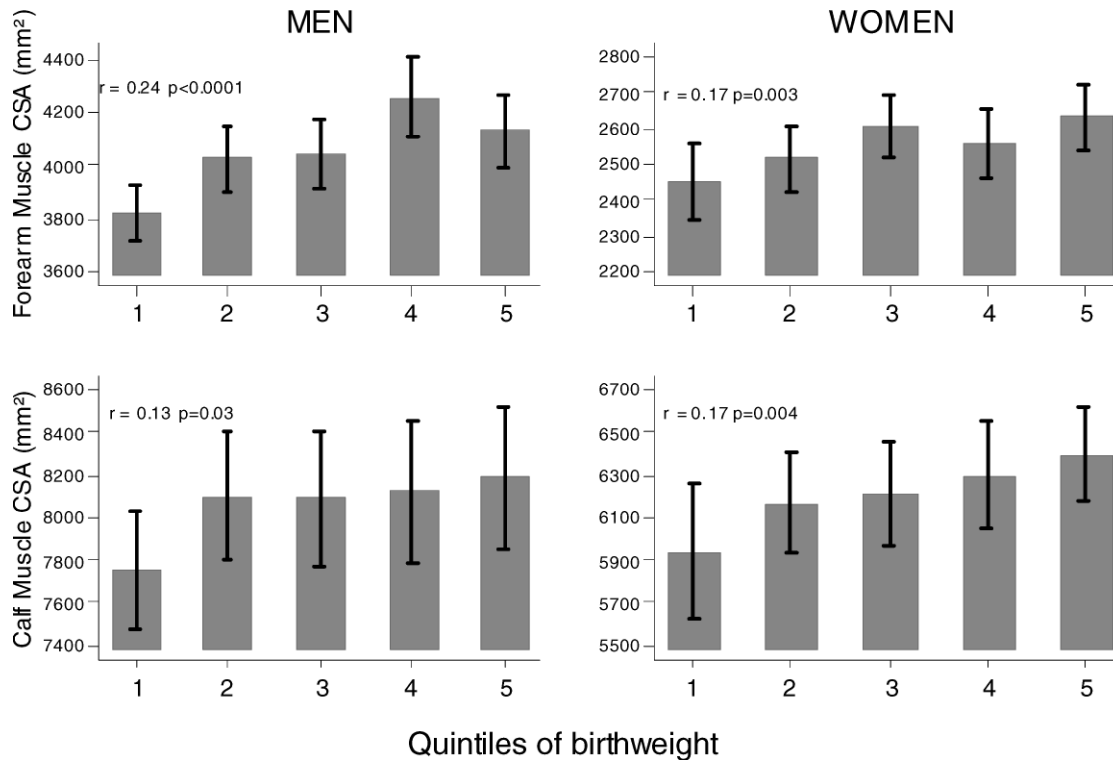 MEN
WOMEN
Forearm Muscle CSA (mm²)
4400
4200
4000
3800
3600
r = 0.24 p<0.0001
1 2 3 4 5
2800
2700
2600
2500
2400
2300
2200
r = 0.17 p=0.003
1 2 3 4 5
Calf Muscle CSA (mm²)
8600
8400
8200
8000
7800
7600
7400
r = 0.13 p=0.03
1 2 3 4 5
6700
6500
6300
6100
5900
5700
5500
r = 0.17 p=0.004
1 2 3 4 5
Quintiles of birthweight